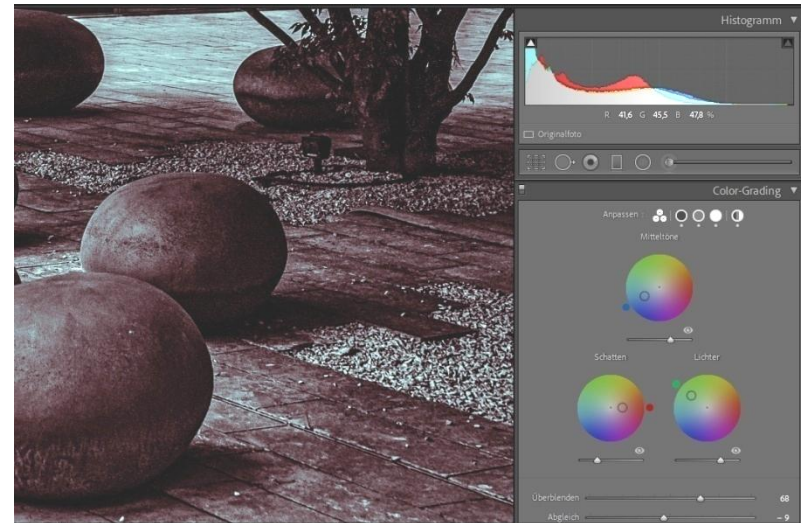 Histogramm
R 41,6 G 45,5 B 47,8 %
Originalfoto
Color-Grading
Anpassen :
Mitteltöne
Schatten Lichter
Überblenden 68
Abgleich – 9